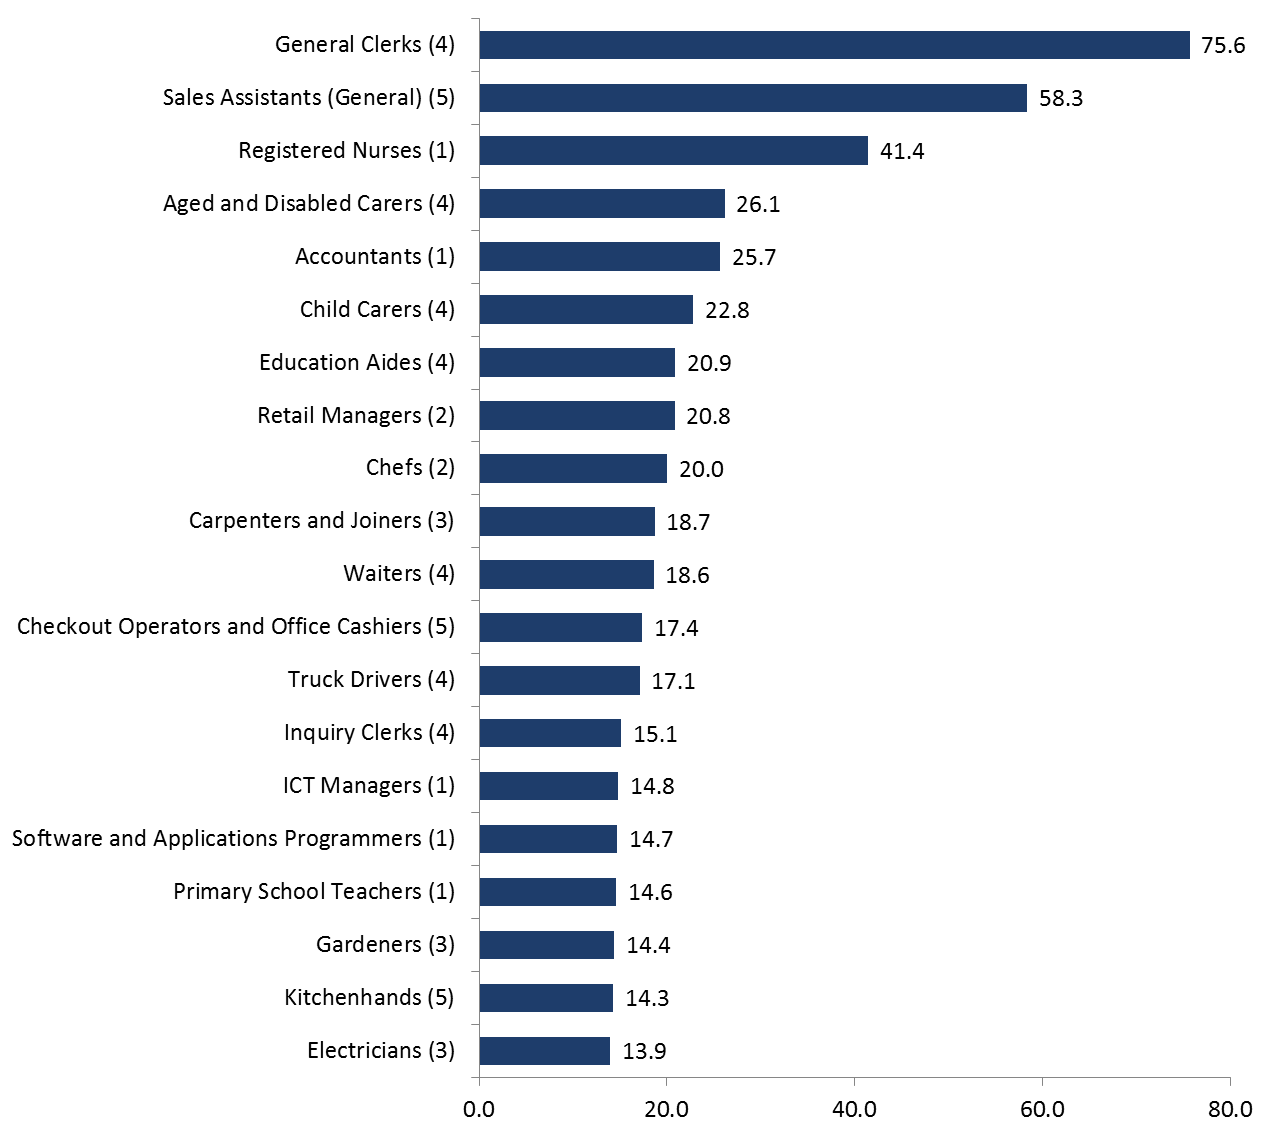 General Clerks (4) 75.6
Sales Assistants (General) (5) 58.3
Registered Nurses (1) 41.4
Aged and Disabled Carers (4) 26.1
Accountants (1) 25.7
Child Carers (4) 22.8
Education Aides (4) 20.9
Retail Managers (2) 20.8
Chefs (2) 20.0
Carpenters and Joiners (3) 18.7
Waiters (4) 18.6
Checkout Operators and Office Cashiers (5) 17.4
Truck Drivers (4) 17.1
Inquiry Clerks (4) 15.1
ICT Managers (1) 14.8
Software and Applications Programmers (1) 14.7
Primary School Teachers (1) 14.6
Gardeners (3) 14.4
Kitchenhands (5) 14.3
Electricians (3) 13.9
0.0 20.0 40.0 60.0 80.0